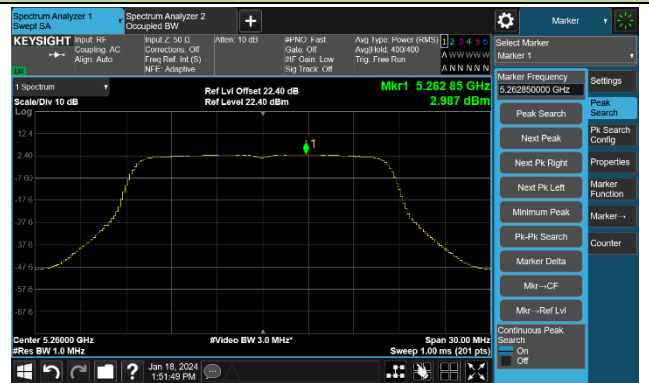 Spectrum Analyzer 1
Swept SA
Spectrum Analyzer 2
Occupied BW
Marker
KEYSIGHT
Input: RF
Coupling: AC
Align: Auto
Input Z: 50 Ω
Corrections: Off
Freq Ref: Int (S)
NFE: Adaptive
Atten: 10 dB
#PNO: Fast
Gate: Off
#IF Gain: Low
Sig Track: Off
Avg Type: Power (RMS)
Avg|Hold: 400/400
Trig: Free Run
1 2 3 4 5 6
A W W W W W
A N N N N N
Select Marker
Marker 1
1 Spectrum
Scale/Div 10 dB
Log
Ref Lvl Offset 22.40 dB
Ref Level 22.40 dBm
Mkr1 5.262 85 GHz
2.987 dBm
12.4
2.40
-7.60
-17.6
-27.6
-37.6
-47.6
-57.6
-67.6
1
Center 5.26000 GHz
#Res BW 1.0 MHz
#Video BW 3.0 MHz*
Span 30.00 MHz
Sweep 1.00 ms (201 pts)
Marker Frequency
5.262850000 GHz
Peak Search
Next Peak
Next Pk Right
Next Pk Left
Minimum Peak
Pk-Pk Search
Marker Delta
Mkr→CF
Mkr→Ref Lvl
Continuous Peak
Search
On
Off
Settings
Peak
Search
Pk Search
Config
Properties
Marker
Function
Marker→
Counter
Jan 18, 2024
1:51:49 PM